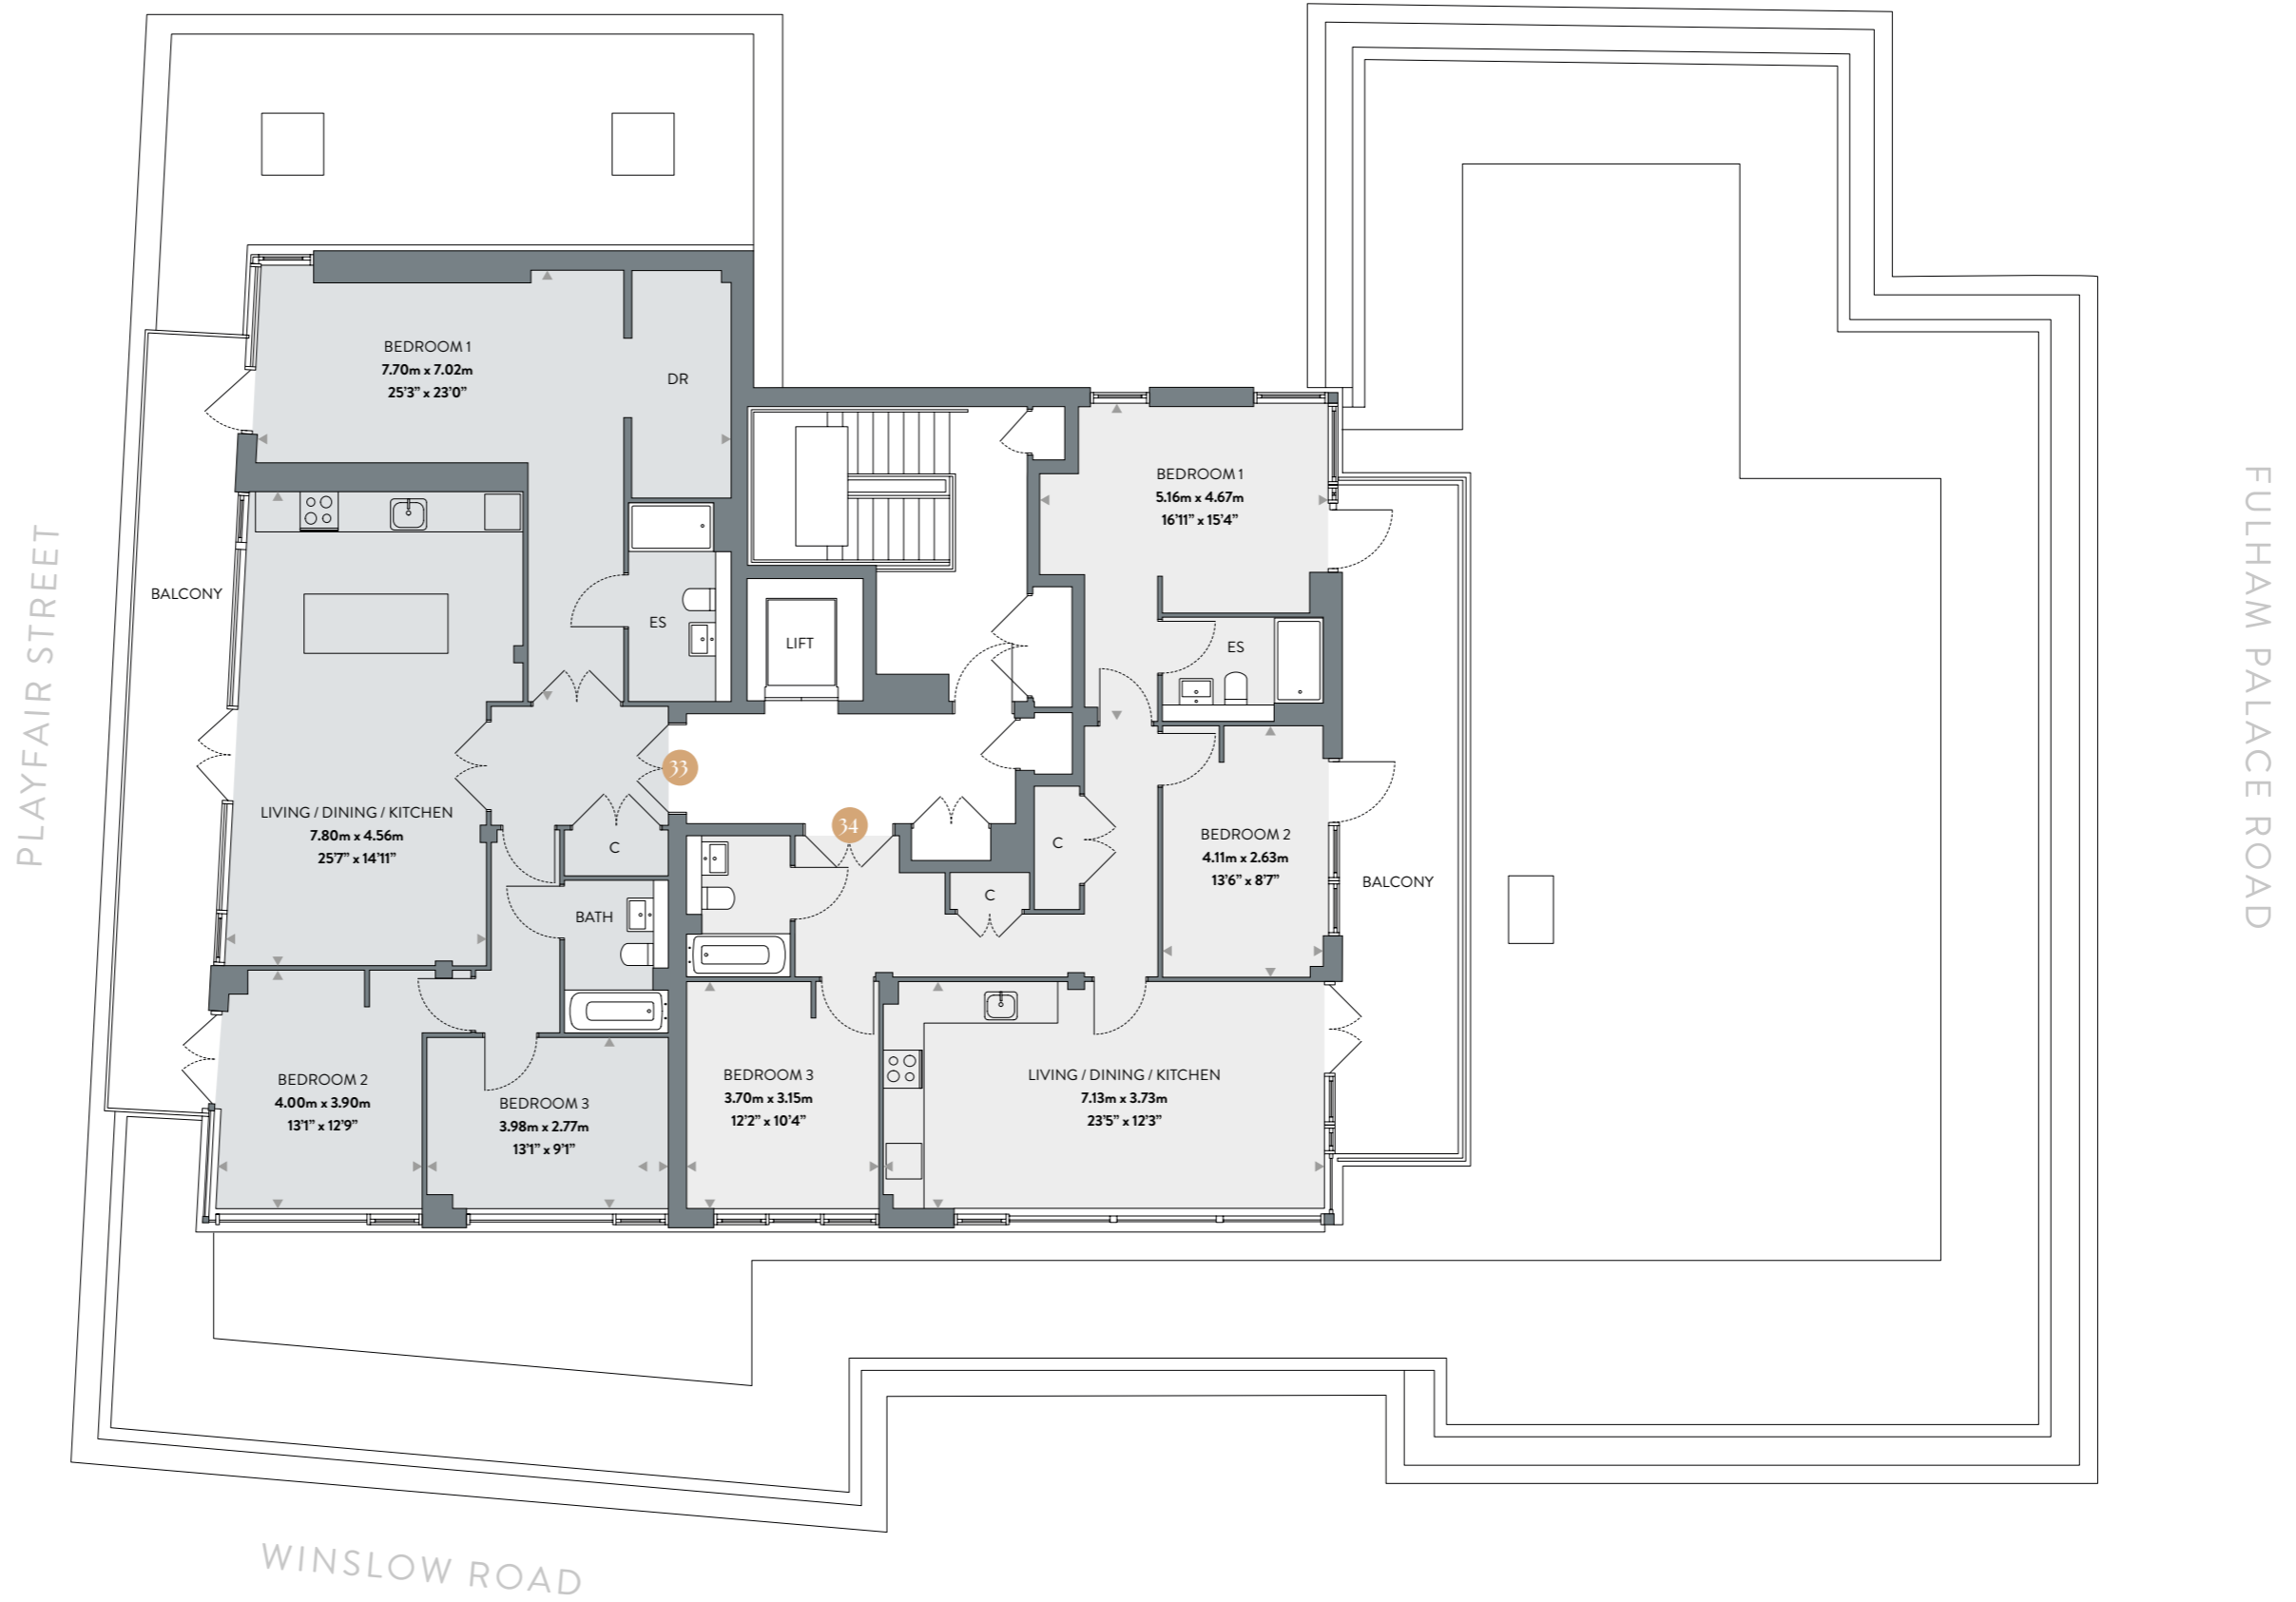 BEDROOM 1
7.70m x 7.02m
25'3" x 23'0"
DR
BEDROOM 1
5.16m x 4.67m
16'11" x 15'4"
PLAYFAIR STREET
FULHAM PALACE ROAD
BALCONY
ES
LIFT
ES
33
LIVING / DINING / KITCHEN
7.80m x 4.56m
25'7" x 14'11"
34
C
C
C
BEDROOM 2
4.11m x 2.63m
13'6" x 8'7"
BALCONY
BATH
BEDROOM 2
4.00m x 3.90m
13'1" x 12'9"
BEDROOM 3
3.98m x 2.77m
13'1" x 9'1"
BEDROOM 3
3.70m x 3.15m
12'2" x 10'4"
LIVING / DINING / KITCHEN
7.13m x 3.73m
23'5" x 12'3"
WINSLOW ROAD